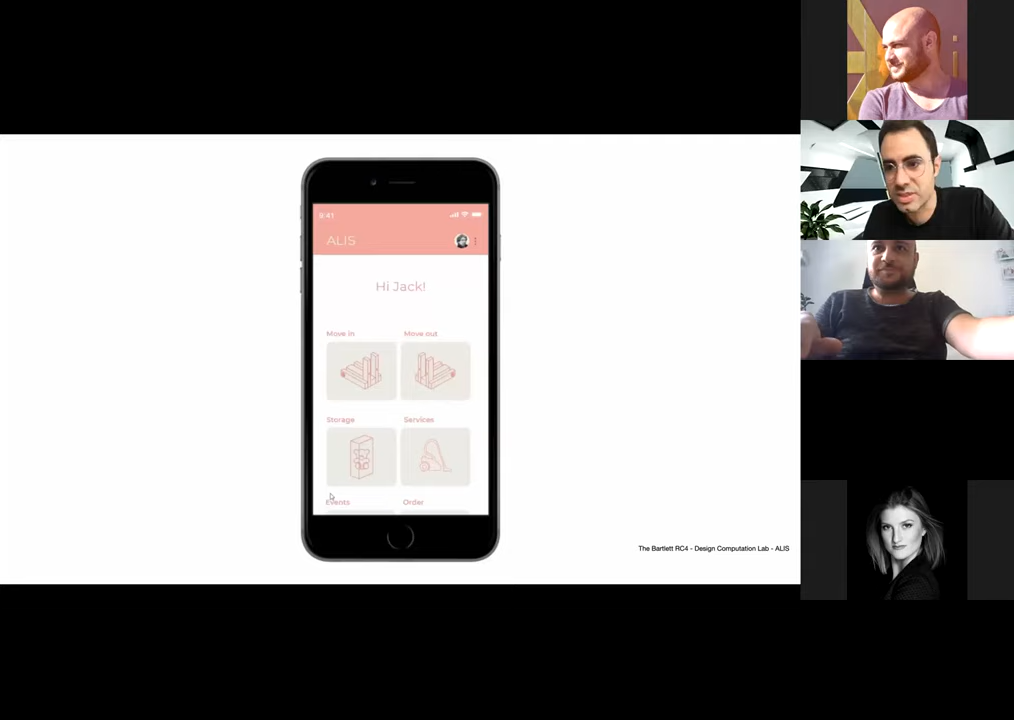 9:41
ALIS
Hi Jack!
Move in
Move out
Storage
Services
Events
Order
The Bartlett RC4 - Design Computation Lab - ALIS